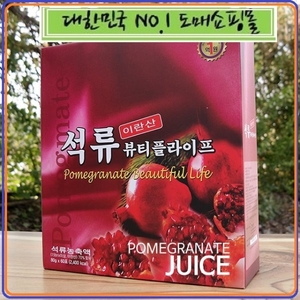 대한민국 NO.1 도매쇼핑몰
석류
이란산
뷰티플라이프
Pomegranate Beautiful Life
Pomegranate
석류농축액
POMEGRANATE
JUICE